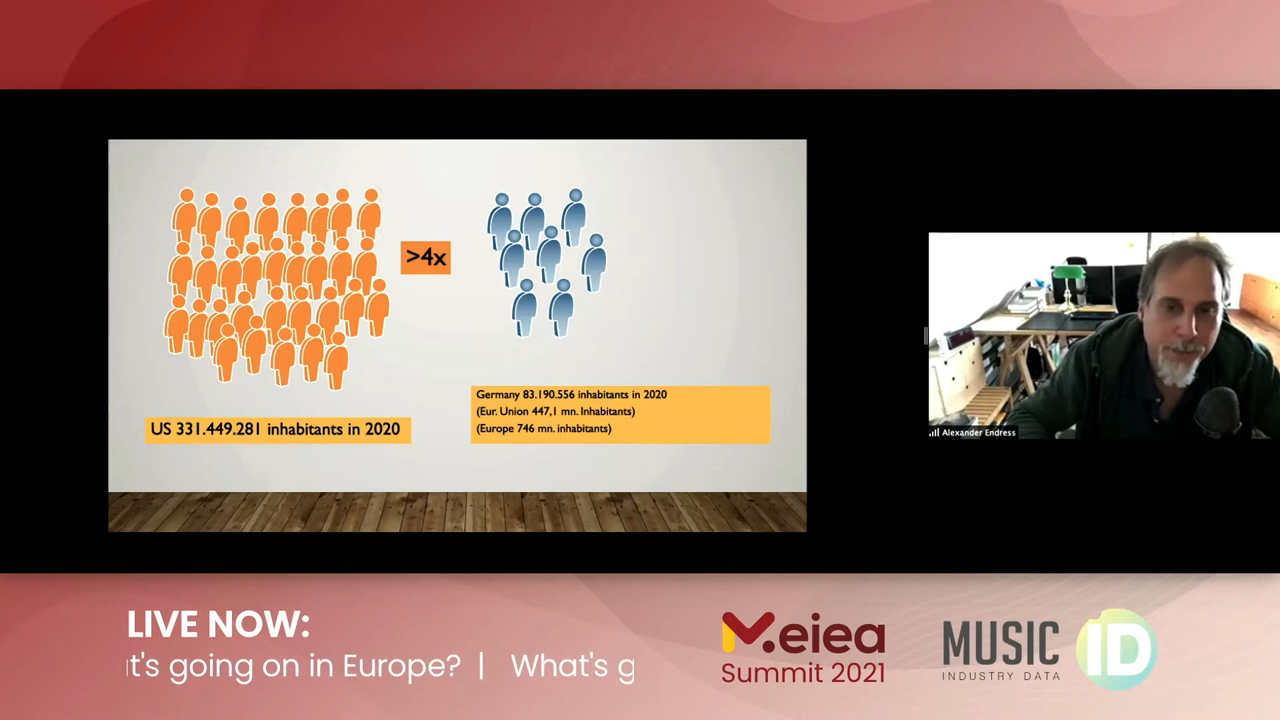 >4x
US 331.449.281 inhabitants in 2020
Germany 83.190.556 inhabitants in 2020
(Eur. Union 447,1 mn. Inhabitants)
(Europe 746 mn. inhabitants)
Alexander Endress
LIVE NOW:
t's going on in Europe? | What's g
meiea
Summit 2021
MUSIC ID
INDUSTRY DATA